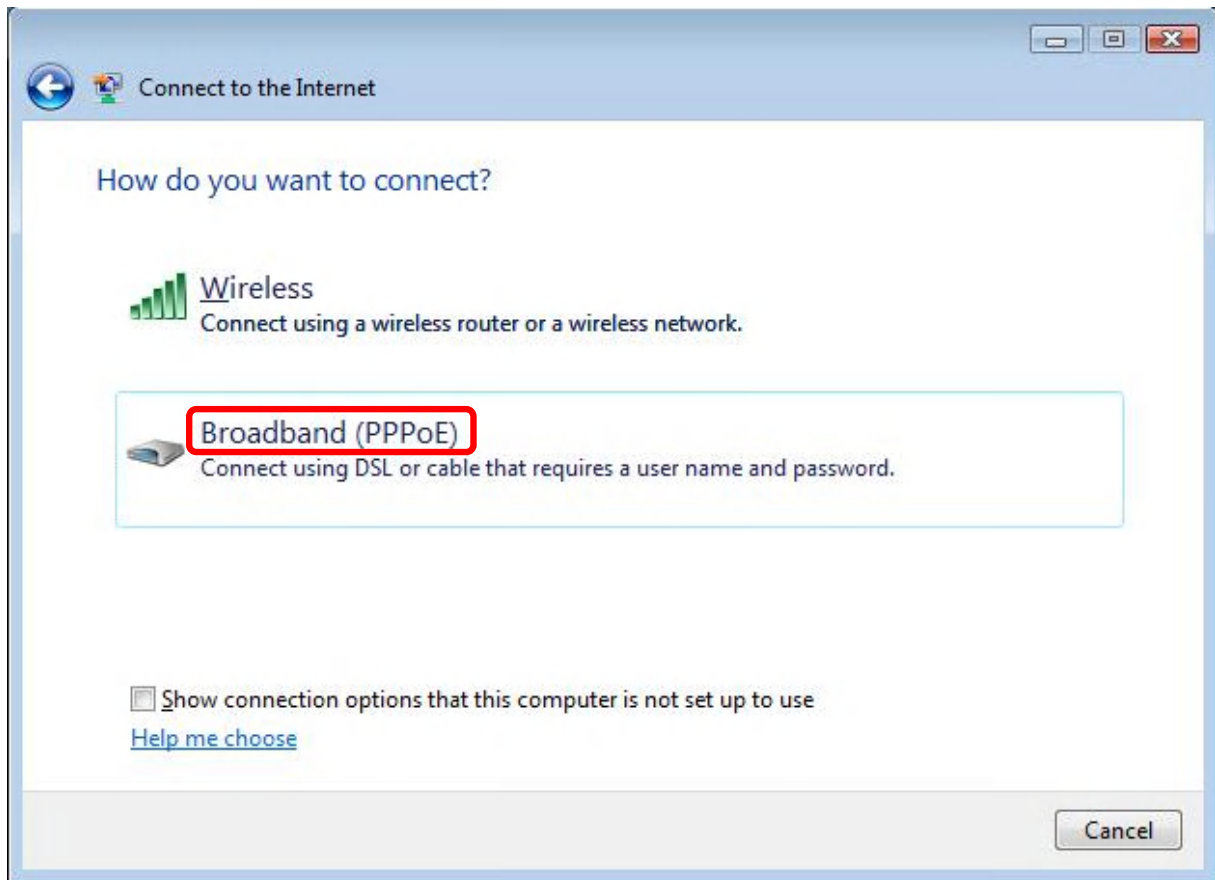 Connect to the Internet
How do you want to connect?
Wireless
Connect using a wireless router or a wireless network.
Broadband (PPPoE)
Connect using DSL or cable that requires a user name and password.
Show connection options that this computer is not set up to use
Help me choose
Cancel